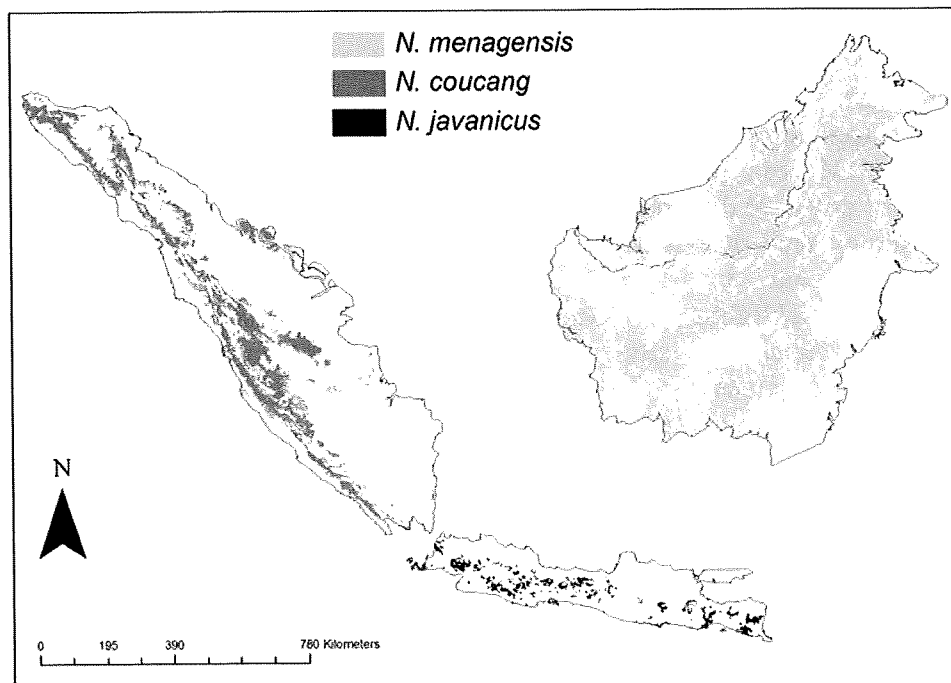 N. menagensis
N. coucang
N. javanicus
N
0 195 390 780 Kilometers